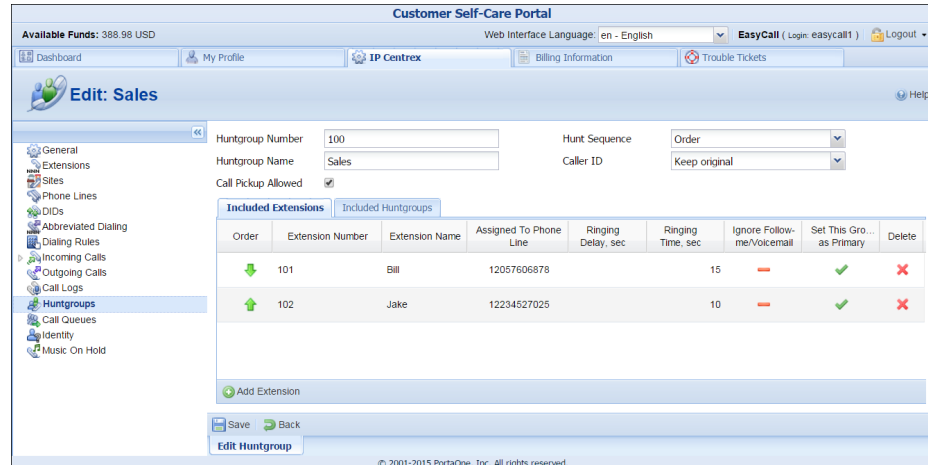 Customer Self-Care Portal
Available Funds: 388.98 USD
Web Interface Language: en - English
EasyCall ( Login: easycall1 )
Logout
Dashboard
My Profile
IP Centrex
Billing Information
Trouble Tickets
Edit: Sales
Help
General
Extensions
Sites
Phone Lines
DIDs
Abbreviated Dialing
Dialing Rules
Incoming Calls
Outgoing Calls
Call Logs
Huntgroups
Call Queues
Identity
Music On Hold
Huntgroup Number 100 Hunt Sequence Order
Huntgroup Name Sales Caller ID Keep original
Call Pickup Allowed
Included Extensions Included Huntgroups
Order Extension Number Extension Name Assigned To Phone Line Ringing Delay, sec Ringing Time, sec Ignore Follow-me/Voicemail Set This Gro... as Primary Delete
101 Bill 12057606878 15
102 Jake 12234527025 10
Add Extension
Save Back
Edit Huntgroup
© 2001-2015 PortaOne, Inc. All rights reserved.